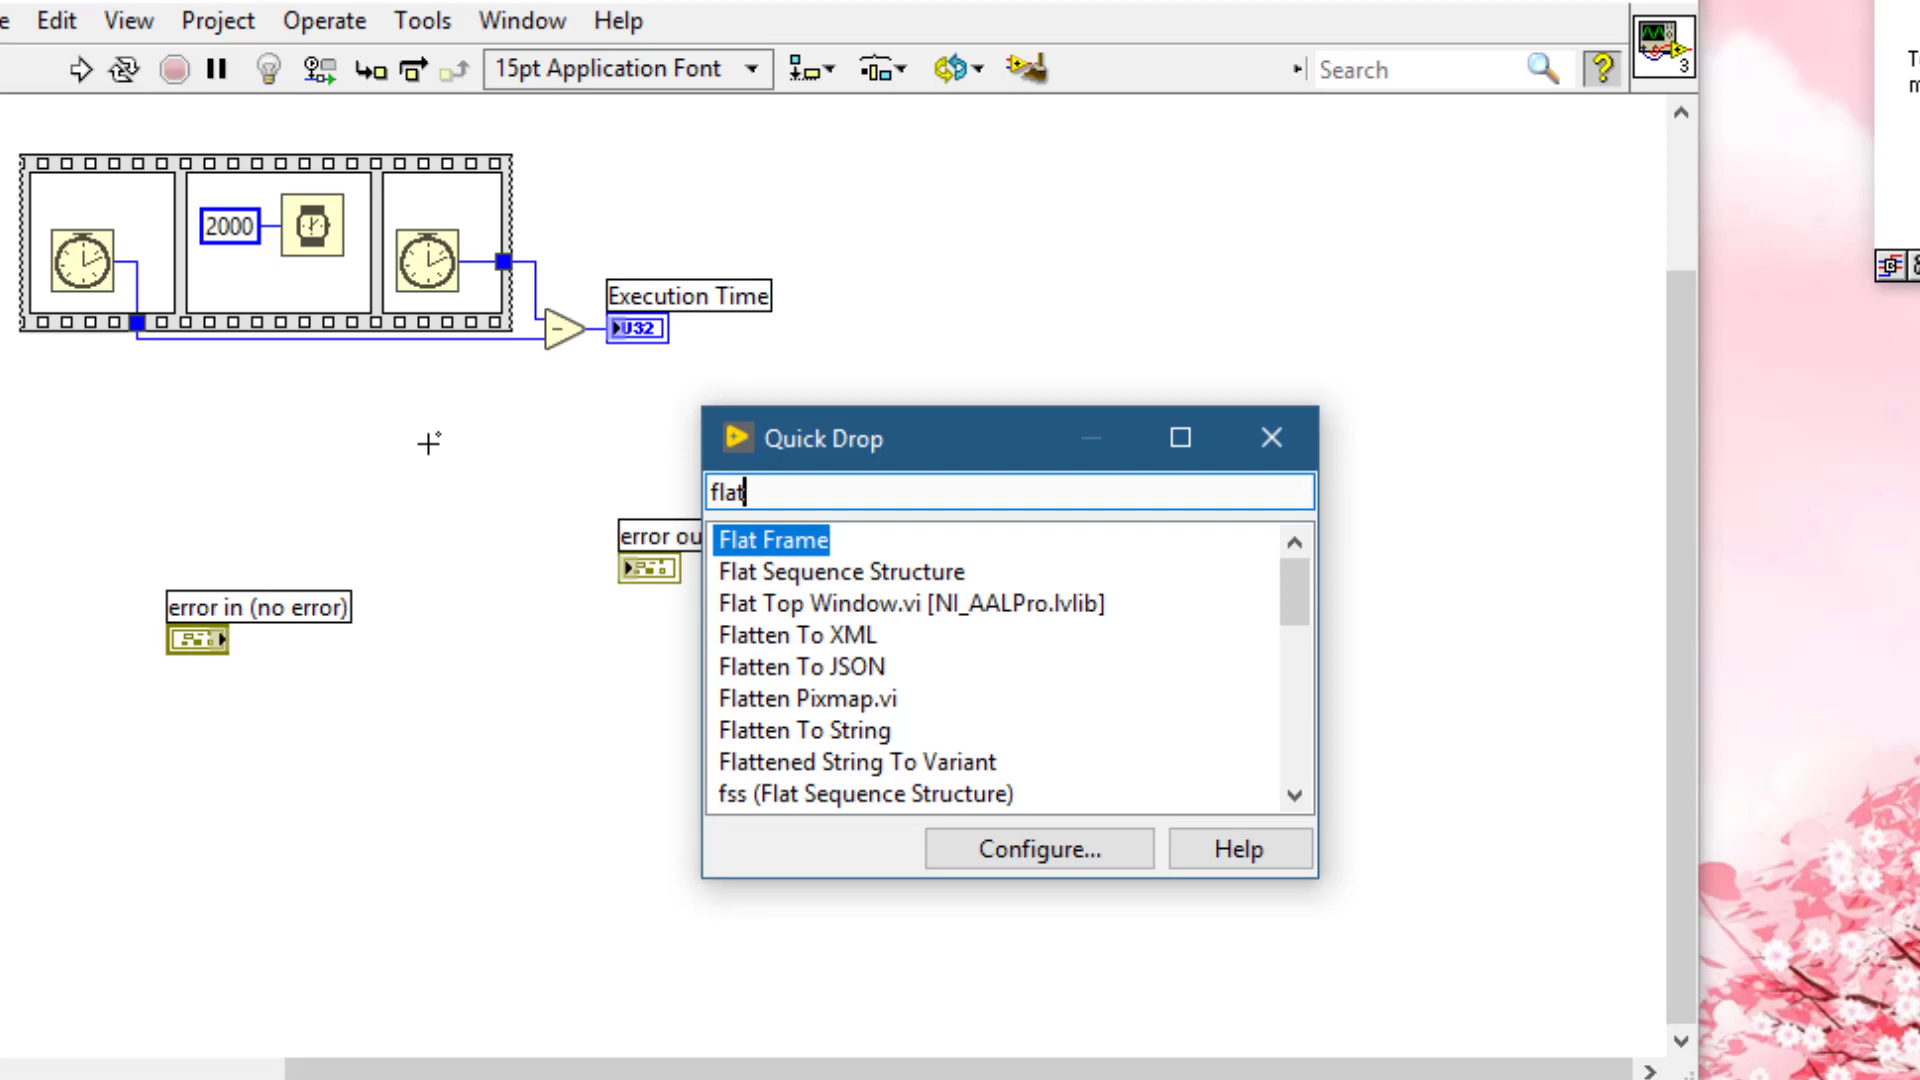 Edit View Project Operate Tools Window Help
15pt Application Font
Search
3
2000
Execution Time
U32
error ou
error in (no error)
Quick Drop
flat
Flat Frame
Flat Sequence Structure
Flat Top Window.vi [NI_AALPro.lvlib]
Flatten To XML
Flatten To JSON
Flatten Pixmap.vi
Flatten To String
Flattened String To Variant
fss (Flat Sequence Structure)
Configure...
Help